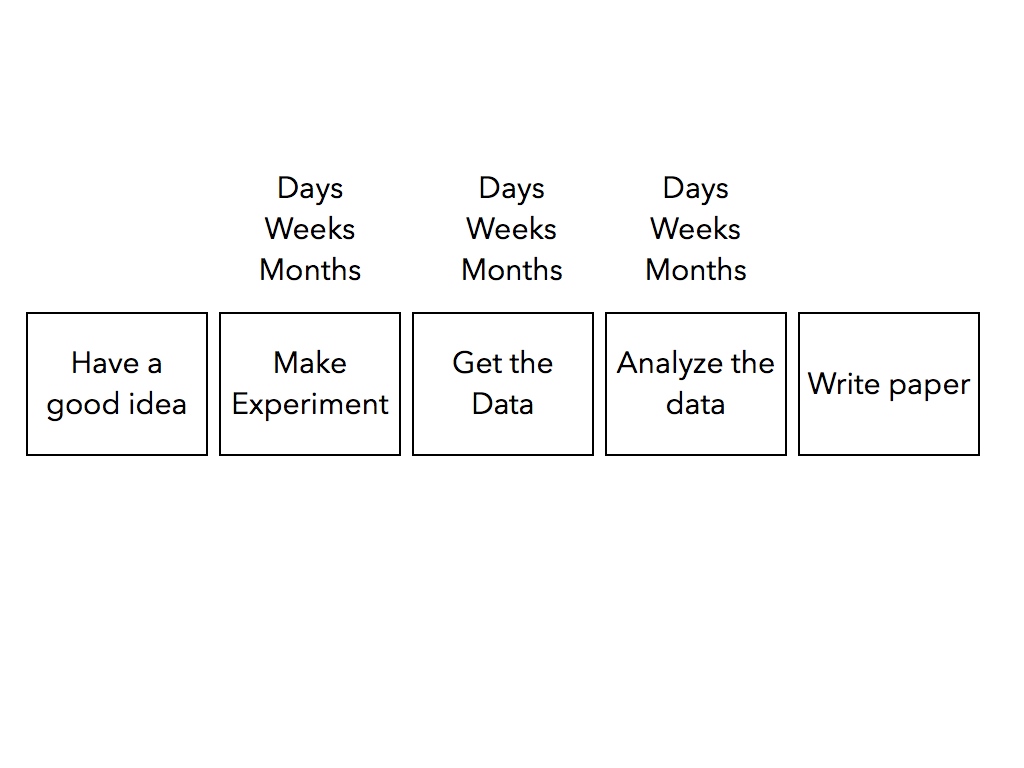 Days
Weeks
Months
Days
Weeks
Months
Days
Weeks
Months
Have a
good idea
Make
Experiment
Get the
Data
Analyze the
data
Write paper